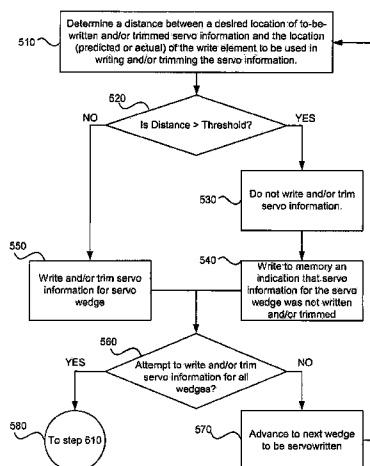 510
Determine a distance between a desired location of to-be-
written and/or trimmed servo information and the location
(predicted or actual) of the write element to be used in
writing and/or trimming the servo information.
520
NO
Is Distance > Threshold?
YES
530
Do not write and/or trim
servo information.
550
Write and/or trim servo
information for servo
wedge
540
Write to memory an
indication that servo
information for the servo
wedge was not written
and/or trimmed
560
YES
Attempt to write and/or trim
servo information for all
wedges?
NO
580
To step 610
570
Advance to next wedge
to be servowritten